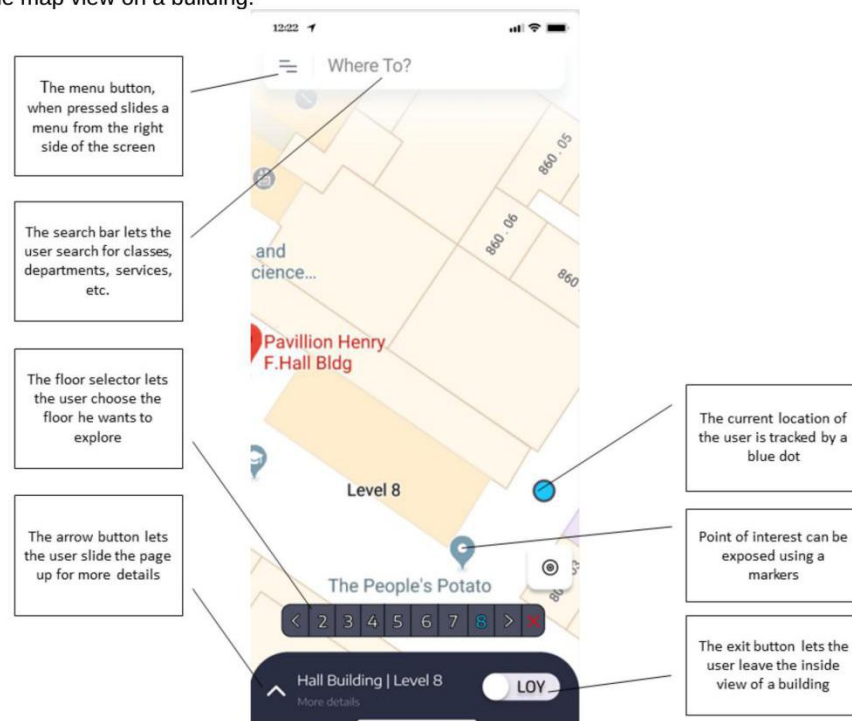 e map view on a building.
12:22
Where To?
The menu button,
when pressed slides a
menu from the right
side of the screen
The search bar lets the
user search for classes,
departments, services,
etc.
The floor selector lets
the user choose the
floor he wants to
explore
The arrow button lets
the user slide the page
up for more details
860.05
860.06
860.
and
cience...
Pavillion Henry
F.Hall Bldg
Level 8
The People's Potato
< 2 3 4 5 6 7 8 > X
Hall Building | Level 8
More details
LOY
The current location of
the user is tracked by a
blue dot
Point of interest can be
exposed using a
markers
The exit button lets the
user leave the inside
view of a building